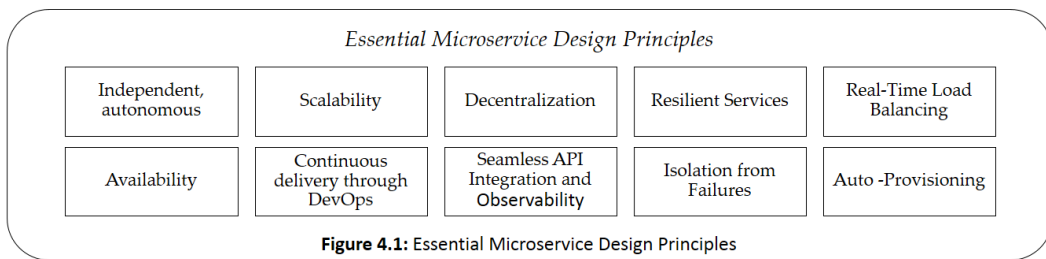 Essential Microservice Design Principles
Independent,
autonomous
Scalability
Decentralization
Resilient Services
Real-Time Load
Balancing
Availability
Continuous
delivery through
DevOps
Seamless API
Integration and
Observability
Isolation from
Failures
Auto -Provisioning
Figure 4.1: Essential Microservice Design Principles